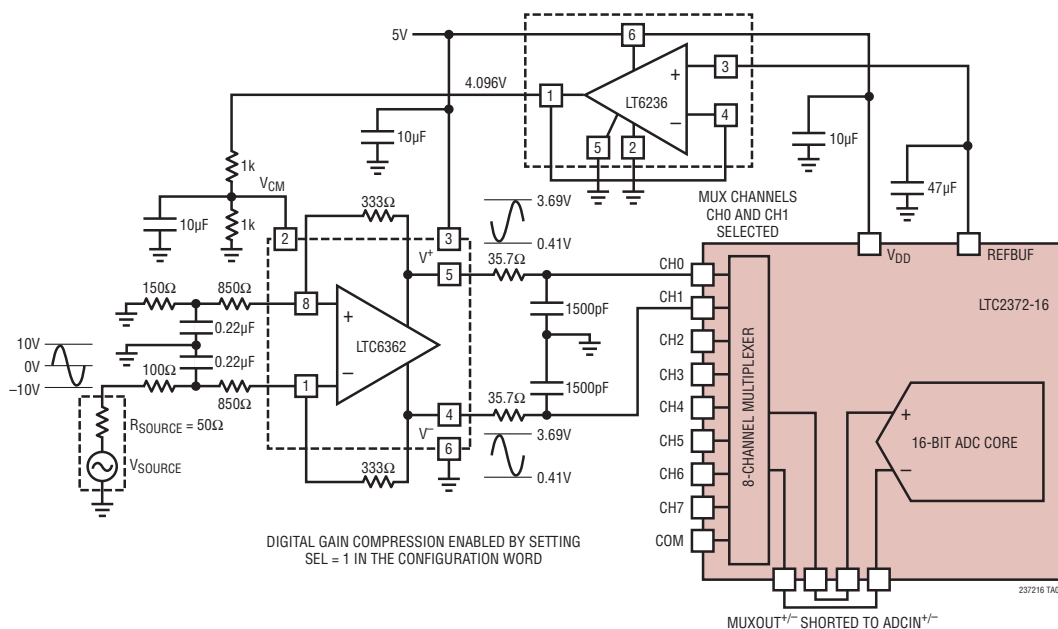 5V
6
4.096V
1
+
3
LT6236
−
4
5
2
10µF
10µF
47µF
1k
VCM
1k
10µF
2
333Ω
3
V+
5
3.69V
0.41V
35.7Ω
MUX CHANNELS
CH0 AND CH1
SELECTED
VDD
REFBUF
LTC2372-16
CH0
CH1
CH2
CH3
CH4
CH5
CH6
CH7
COM
8-CHANNEL MULTIPLEXER
+
16-BIT ADC CORE
−
150Ω
850Ω
8
+
LTC6362
−
1
0.22µF
0.22µF
1500pF
1500pF
10V
0V
−10V
100Ω
850Ω
35.7Ω
4
V−
6
3.69V
0.41V
RSOURCE = 50Ω
VSOURCE
333Ω
DIGITAL GAIN COMPRESSION ENABLED BY SETTING
SEL = 1 IN THE CONFIGURATION WORD
MUXOUT+/− SHORTED TO ADCIN+/−